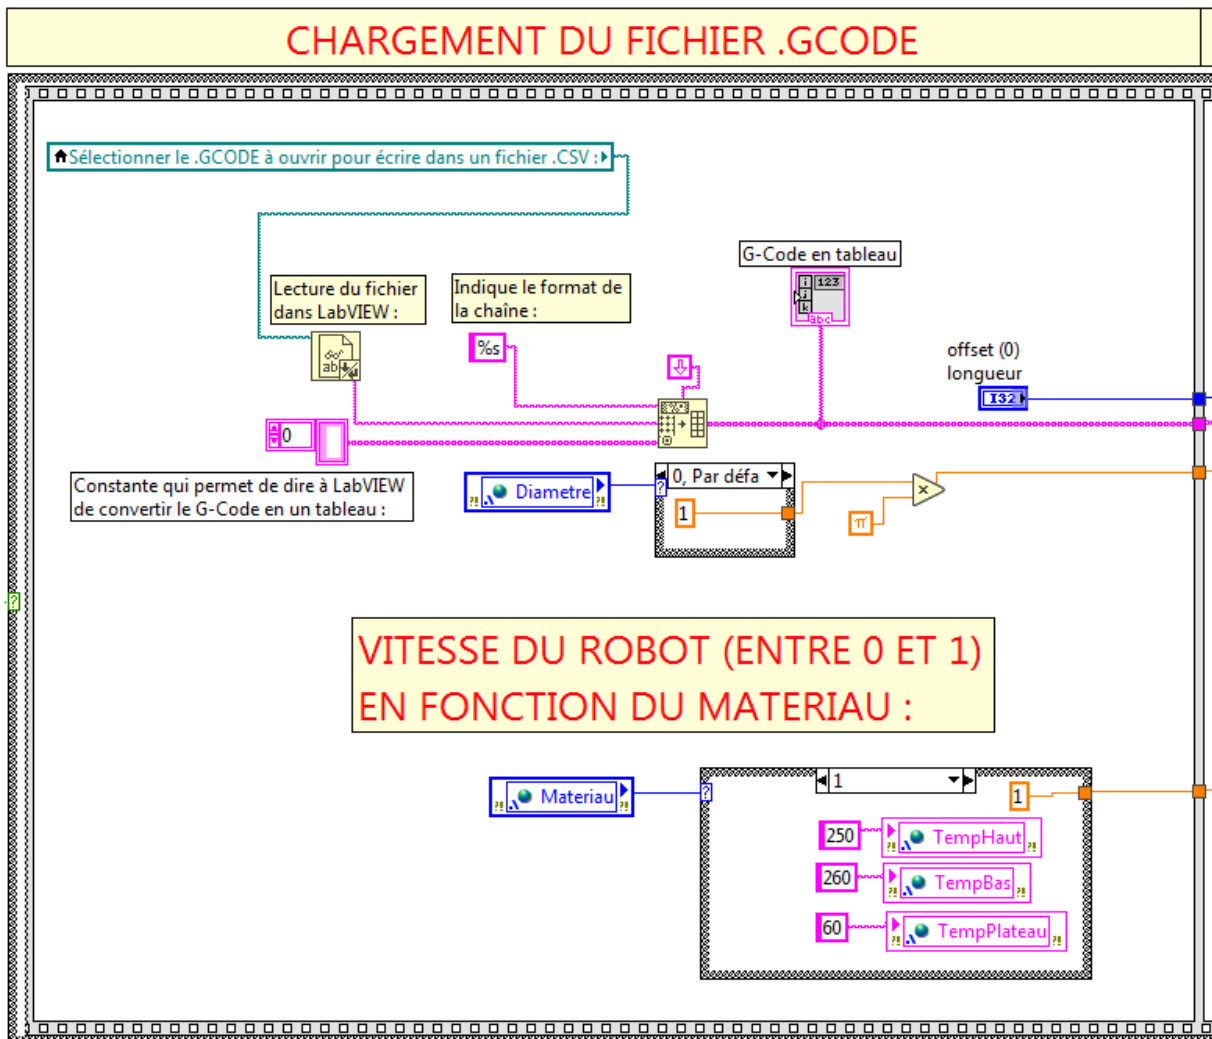 CHARGEMENT DU FICHIER .GCODE
Sélectionner le .GCODE à ouvrir pour écrire dans un fichier .CSV :
G-Code en tableau
Lecture du fichier
dans LabVIEW :
Indique le format de
la chaîne :
123
i
j
k
abc
%s
ab
offset (0)
longueur
I32
0
Constante qui permet de dire à LabVIEW
de convertir le G-Code en un tableau :
Diametre
0, Par défa
?
1
π
x
?
VITESSE DU ROBOT (ENTRE 0 ET 1)
EN FONCTION DU MATERIAU :
Materiau
?
1
1
250
TempHaut
260
TempBas
60
TempPlateau